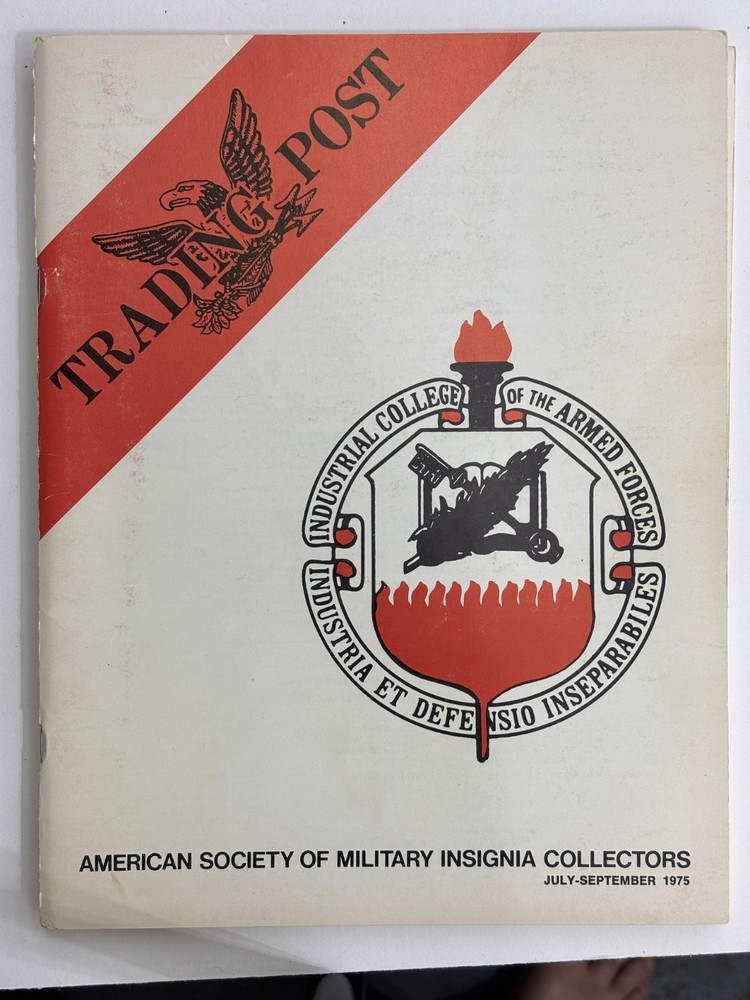 TRADING POST
INDUSTRIAL COLLEGE OF THE ARMED FORCES
INDUSTRIA ET DEFENSIO INSEPARABILES
AMERICAN SOCIETY OF MILITARY INSIGNIA COLLECTORS
JULY-SEPTEMBER 1975